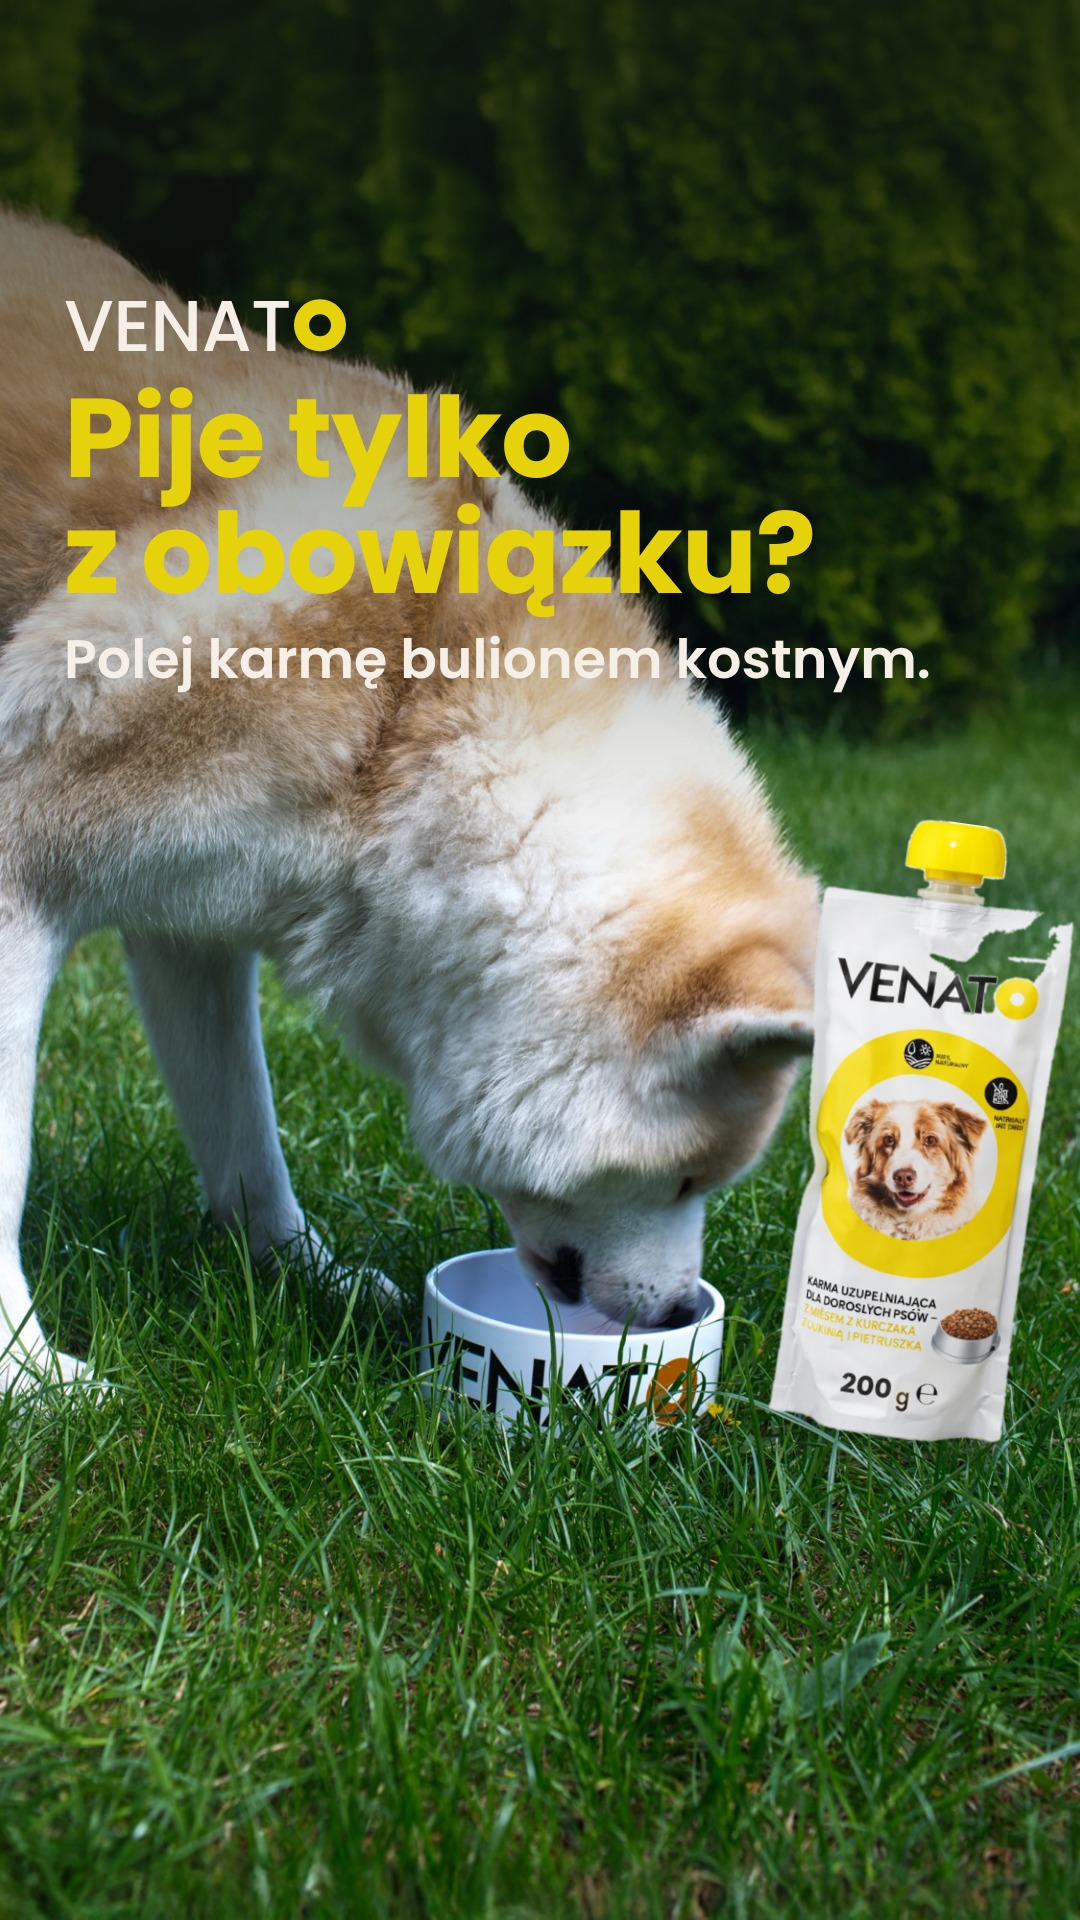 VENATO
Pije tylko
z obowiązku?
Polej karmę bulionem kostnym.
VENATO
KARMA UZUPEŁNIAJĄCA
DLA DOROSŁYCH PSÓW –
Z MIĘSEM Z KURCZAKA
Z CUKINIĄ I PIETRUSZKĄ
200 g ℮
VENATO